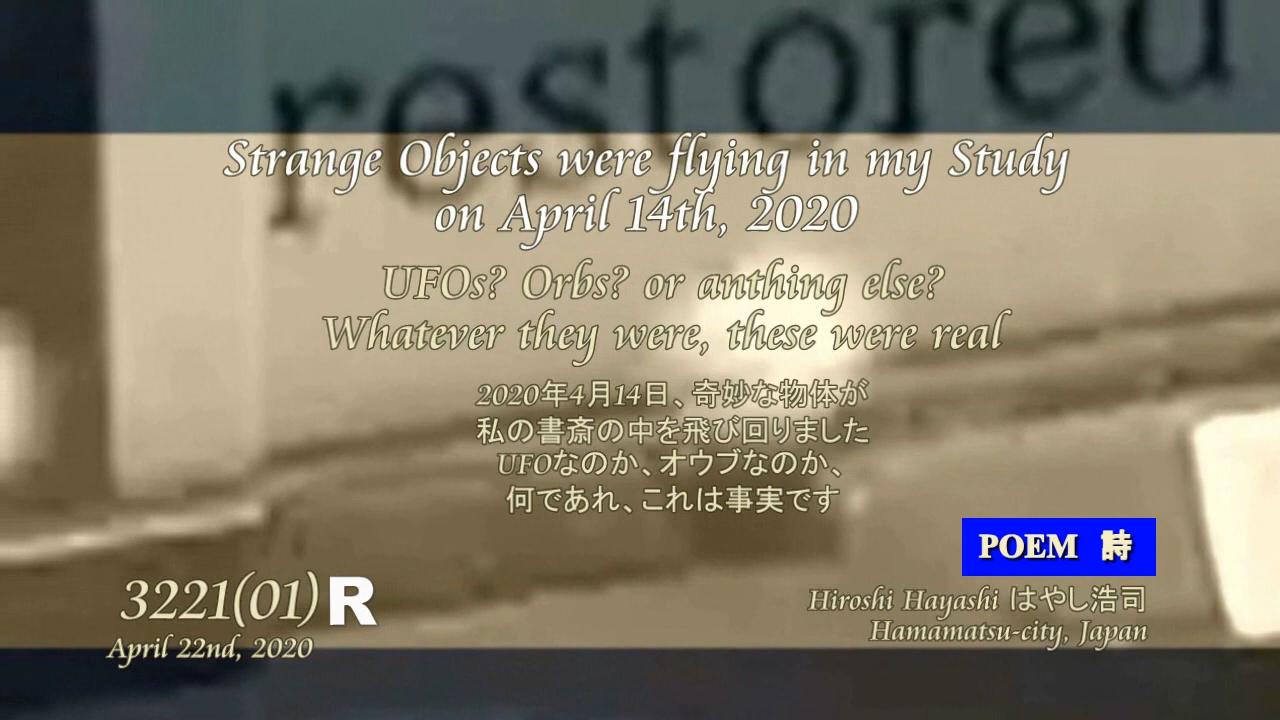 restored
Strange Objects were flying in my Study
on April 14th, 2020
UFOs? Orbs? or anthing else?
Whatever they were, these were real
2020年4月14日、奇妙な物体が
私の書斎の中を飛び回りました
UFOなのか、オウブなのか、
何であれ、これは事実です
POEM 詩
3221(01)R
Hiroshi Hayashi はやし浩司
Hamamatsu-city, Japan
April 22nd, 2020